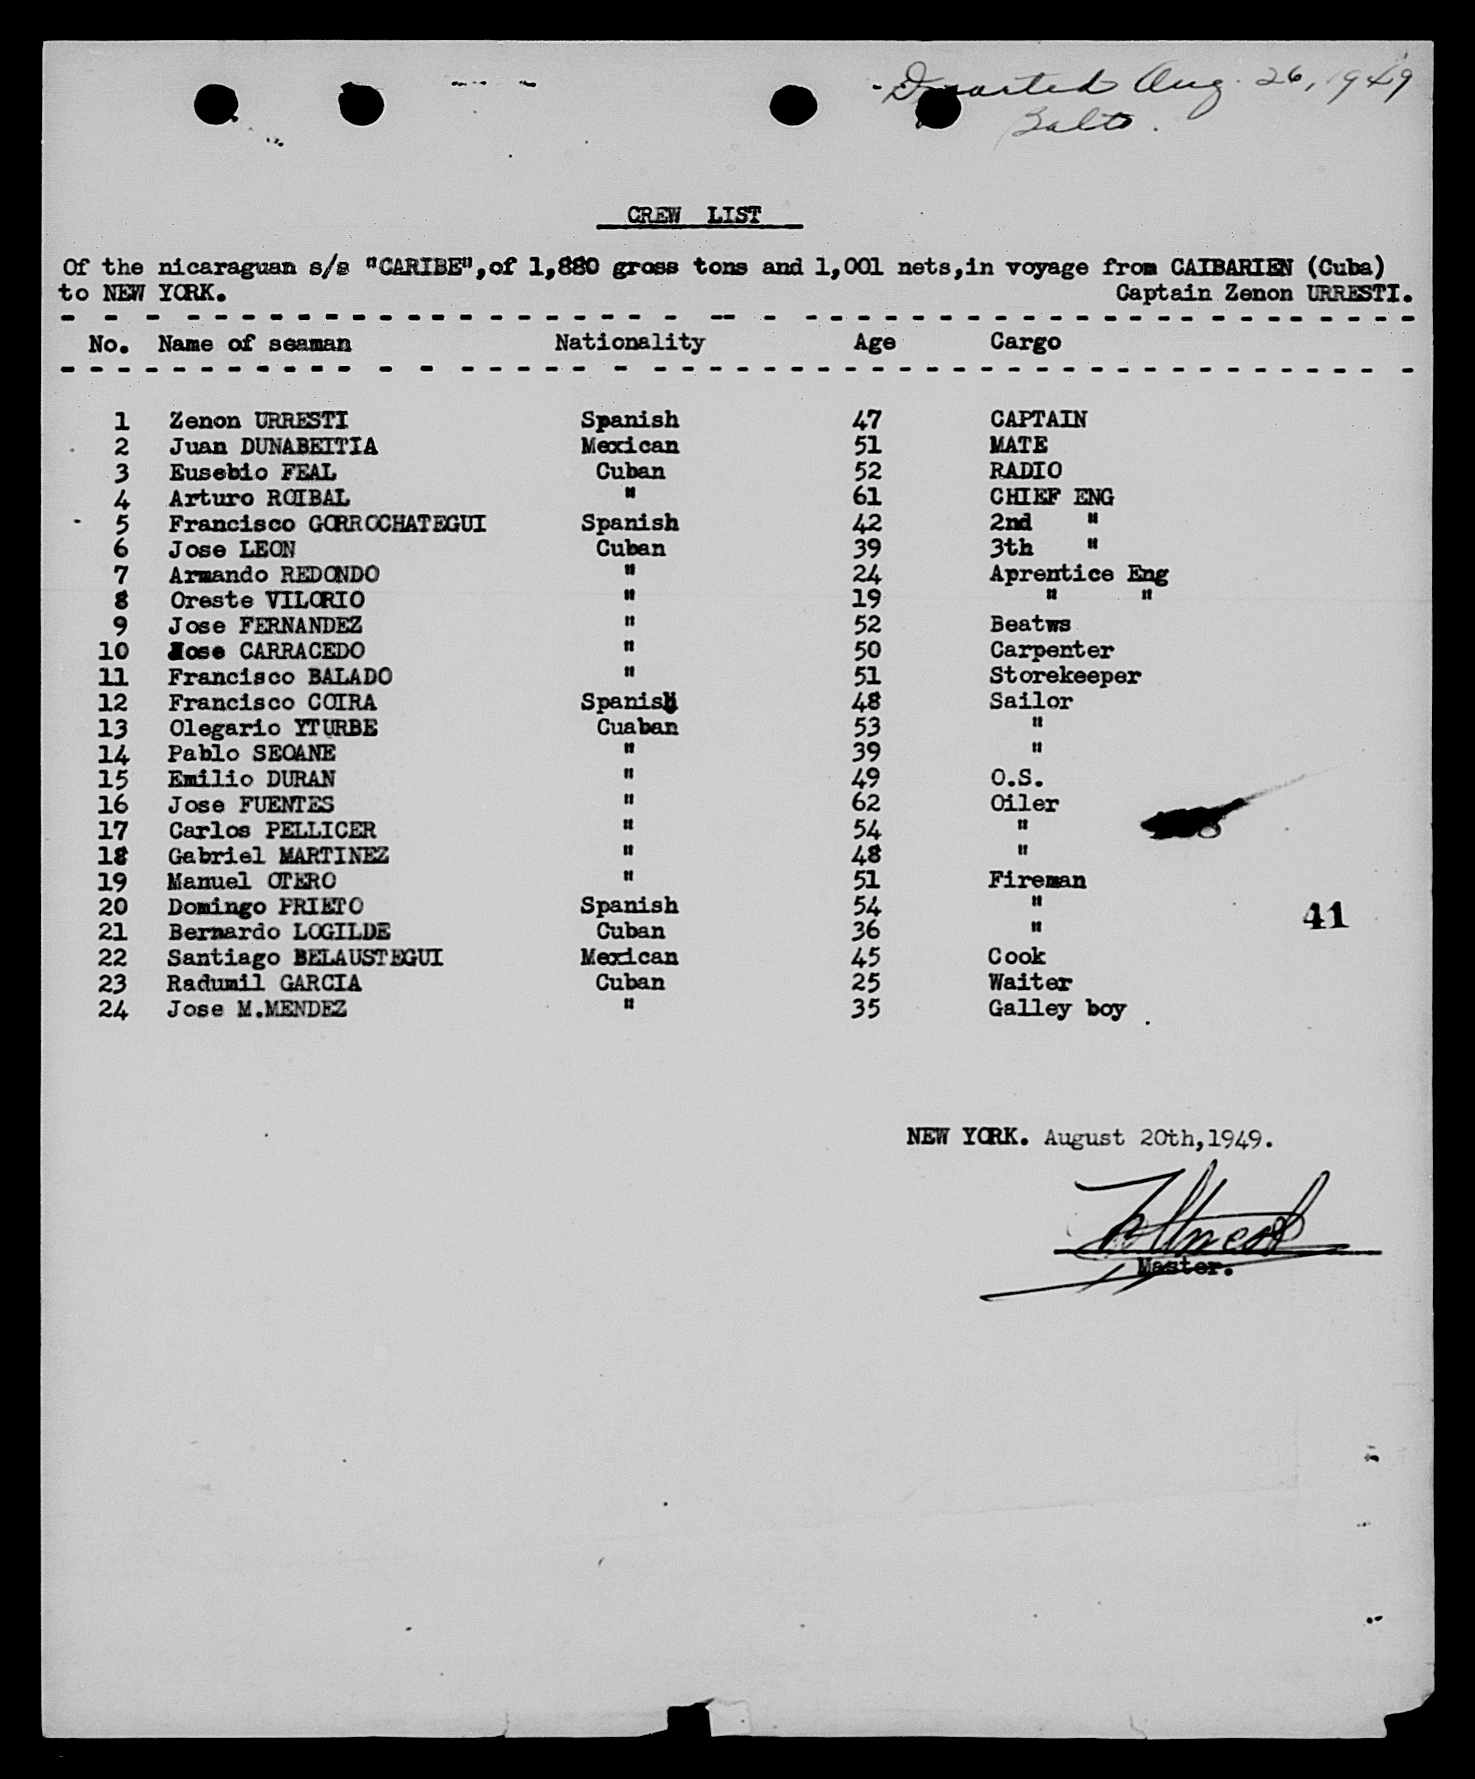 Departed Aug. 26, 1949
Balto.
CREW LIST
Of the nicaraguan s/s "CARIBE",of 1,880 gross tons and 1,001 nets,in voyage from CAIBARIEN (Cuba)
to NEW YORK. Captain Zenon URRESTI.
No. Name of seaman Nationality Age Cargo
1 Zenon URRESTI Spanish 47 CAPTAIN
2 Juan DUNABEITIA Mexican 51 MATE
3 Eusebio FEAL Cuban 52 RADIO
4 Arturo ROIBAL " 61 CHIEF ENG
5 Francisco GORROCHATEGUI Spanish 42 2nd "
6 Jose LEON Cuban 39 3th "
7 Armando REDONDO " 24 Aprentice Eng
8 Oreste VILORIO " 19 " "
9 Jose FERNANDEZ " 52 Beatws
10 Jose CARRACEDO " 50 Carpenter
11 Francisco BALADO " 51 Storekeeper
12 Francisco COIRA Spanish 48 Sailor
13 Olegario YTURBE Cuaban 53 "
14 Pablo SEOANE " 39 "
15 Emilio DURAN " 49 O.S.
16 Jose FUENTES " 62 Oiler
17 Carlos PELLICER " 54 "
18 Gabriel MARTINEZ " 48 "
19 Manuel OTERO " 51 Fireman
20 Domingo PRIETO Spanish 54 "
21 Bernardo LOGILDE Cuban 36 "
22 Santiago BELAUSTEGUI Mexican 45 Cook
23 Radumil GARCIA Cuban 25 Waiter
24 Jose M.MENDEZ " 35 Galley boy
41
NEW YORK. August 20th,1949.
Master.